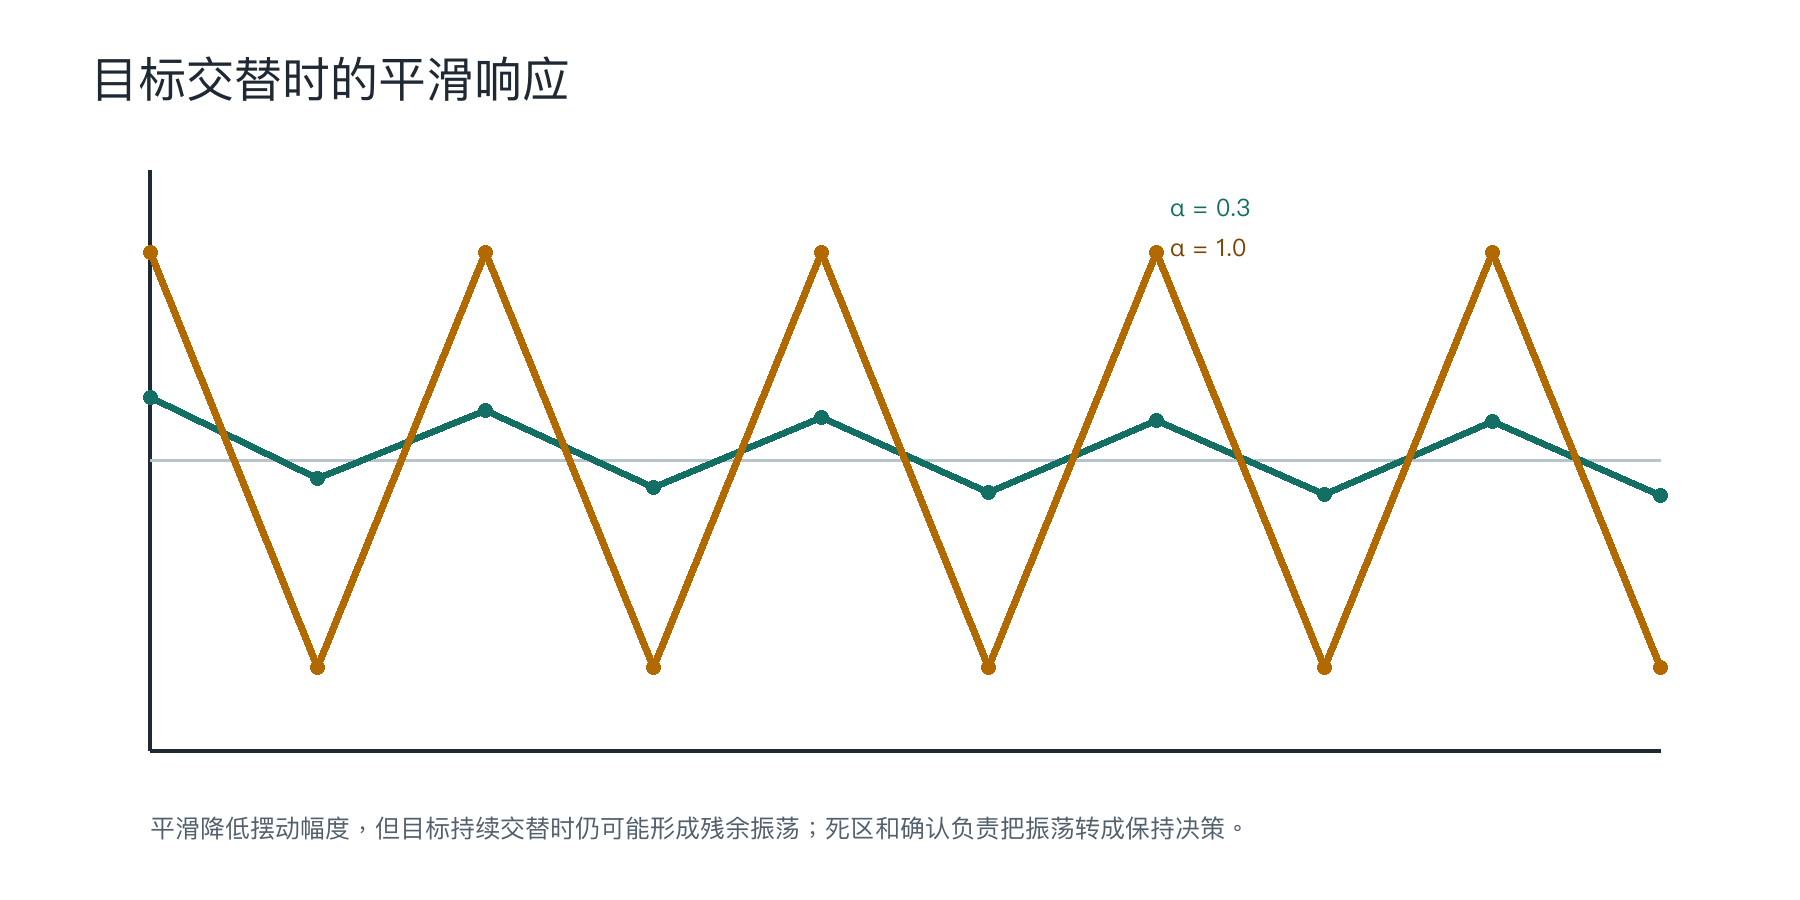 目标交替时的平滑响应
α = 0.3
α = 1.0
平滑降低摆动幅度，但目标持续交替时仍可能形成残余振荡；死区和确认负责把振荡转成保持决策。